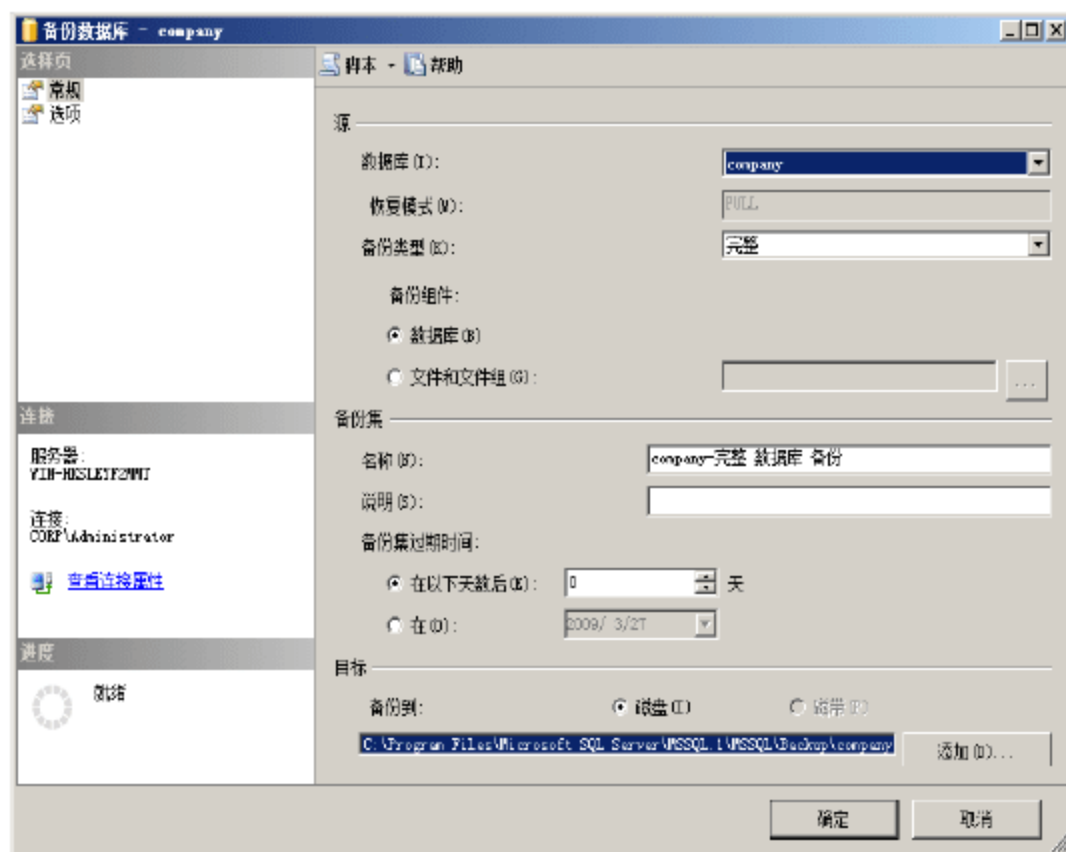 备份数据库 - company
选择页
常规
选项
脚本 帮助
源
数据库(T): company
恢复模式(M): FULL
备份类型(K): 完整
备份组件:
数据库(B)
文件和文件组(G): ...
备份集
名称(N): company-完整 数据库 备份
说明(S):
备份集过期时间:
在以下天数后(E): 0 天
在(O): 2009/ 3/27
目标
备份到: 磁盘(I) 磁带(P)
C:\Program Files\Microsoft SQL Server\MSSQL.1\MSSQL\Backup\company
添加(D)...
连接
服务器:
连接:
CORP\Administrator
查看连接属性
进度
就绪
确定 取消